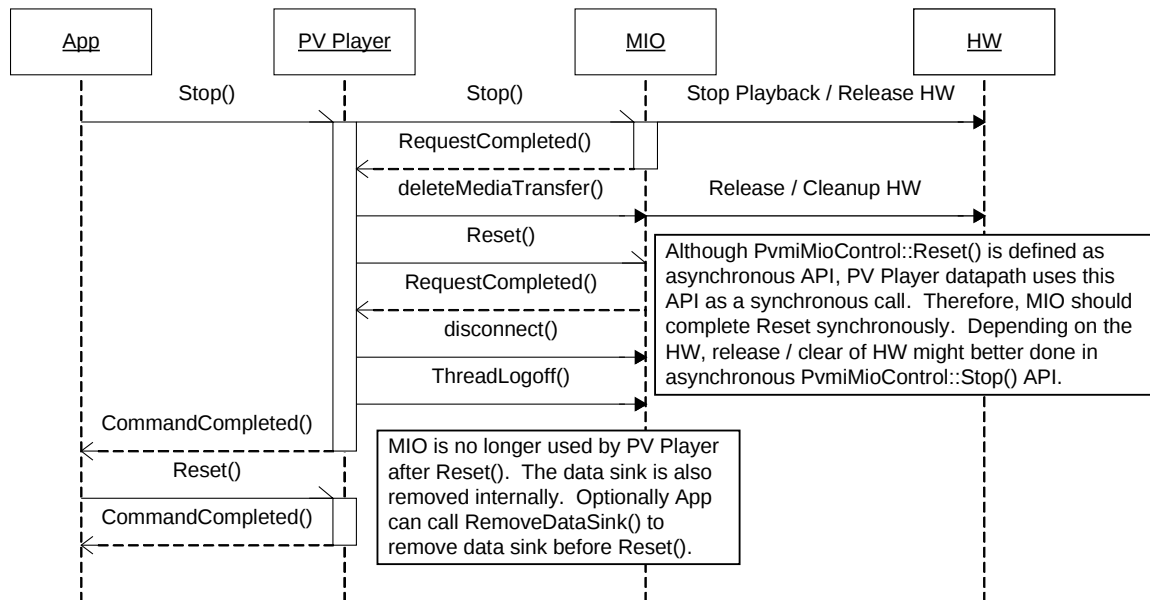 App
PV Player
MIO
HW
Stop()
Stop()
Stop Playback / Release HW
RequestCompleted()
deleteMediaTransfer()
Release / Cleanup HW
Reset()
Although PvmiMioControl::Reset() is defined as
asynchronous API, PV Player datapath uses this
API as a synchronous call.  Therefore, MIO should
complete Reset synchronously.  Depending on the
HW, release / clear of HW might better done in
asynchronous PvmiMioControl::Stop() API.
RequestCompleted()
disconnect()
ThreadLogoff()
CommandCompleted()
MIO is no longer used by PV Player
after Reset().  The data sink is also
removed internally.  Optionally App
can call RemoveDataSink() to
remove data sink before Reset().
Reset()
CommandCompleted()